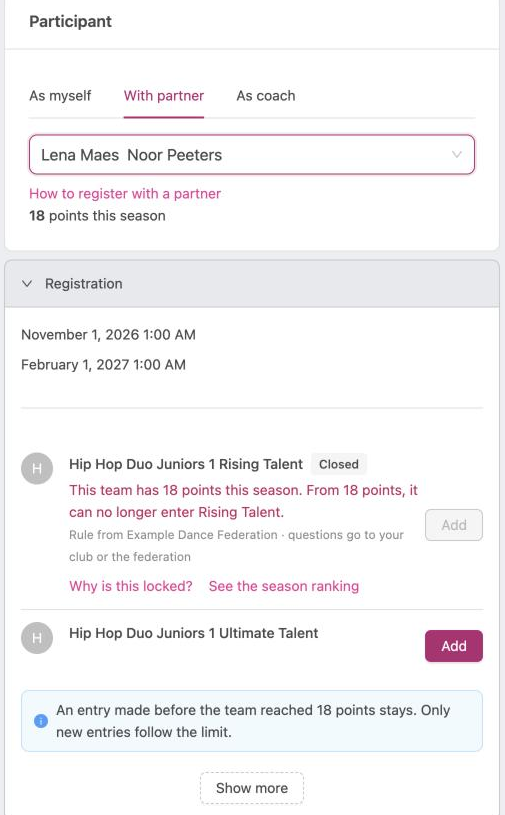 Participant
As myself
With partner
As coach
Lena Maes Noor Peeters
How to register with a partner
18 points this season
Registration
November 1, 2026 1:00 AM
February 1, 2027 1:00 AM
H
Hip Hop Duo Juniors 1 Rising Talent
Closed
This team has 18 points this season. From 18 points, it
can no longer enter Rising Talent.
Rule from Example Dance Federation · questions go to your
club or the federation
Add
Why is this locked?
See the season ranking
H
Hip Hop Duo Juniors 1 Ultimate Talent
Add
An entry made before the team reached 18 points stays. Only
new entries follow the limit.
Show more